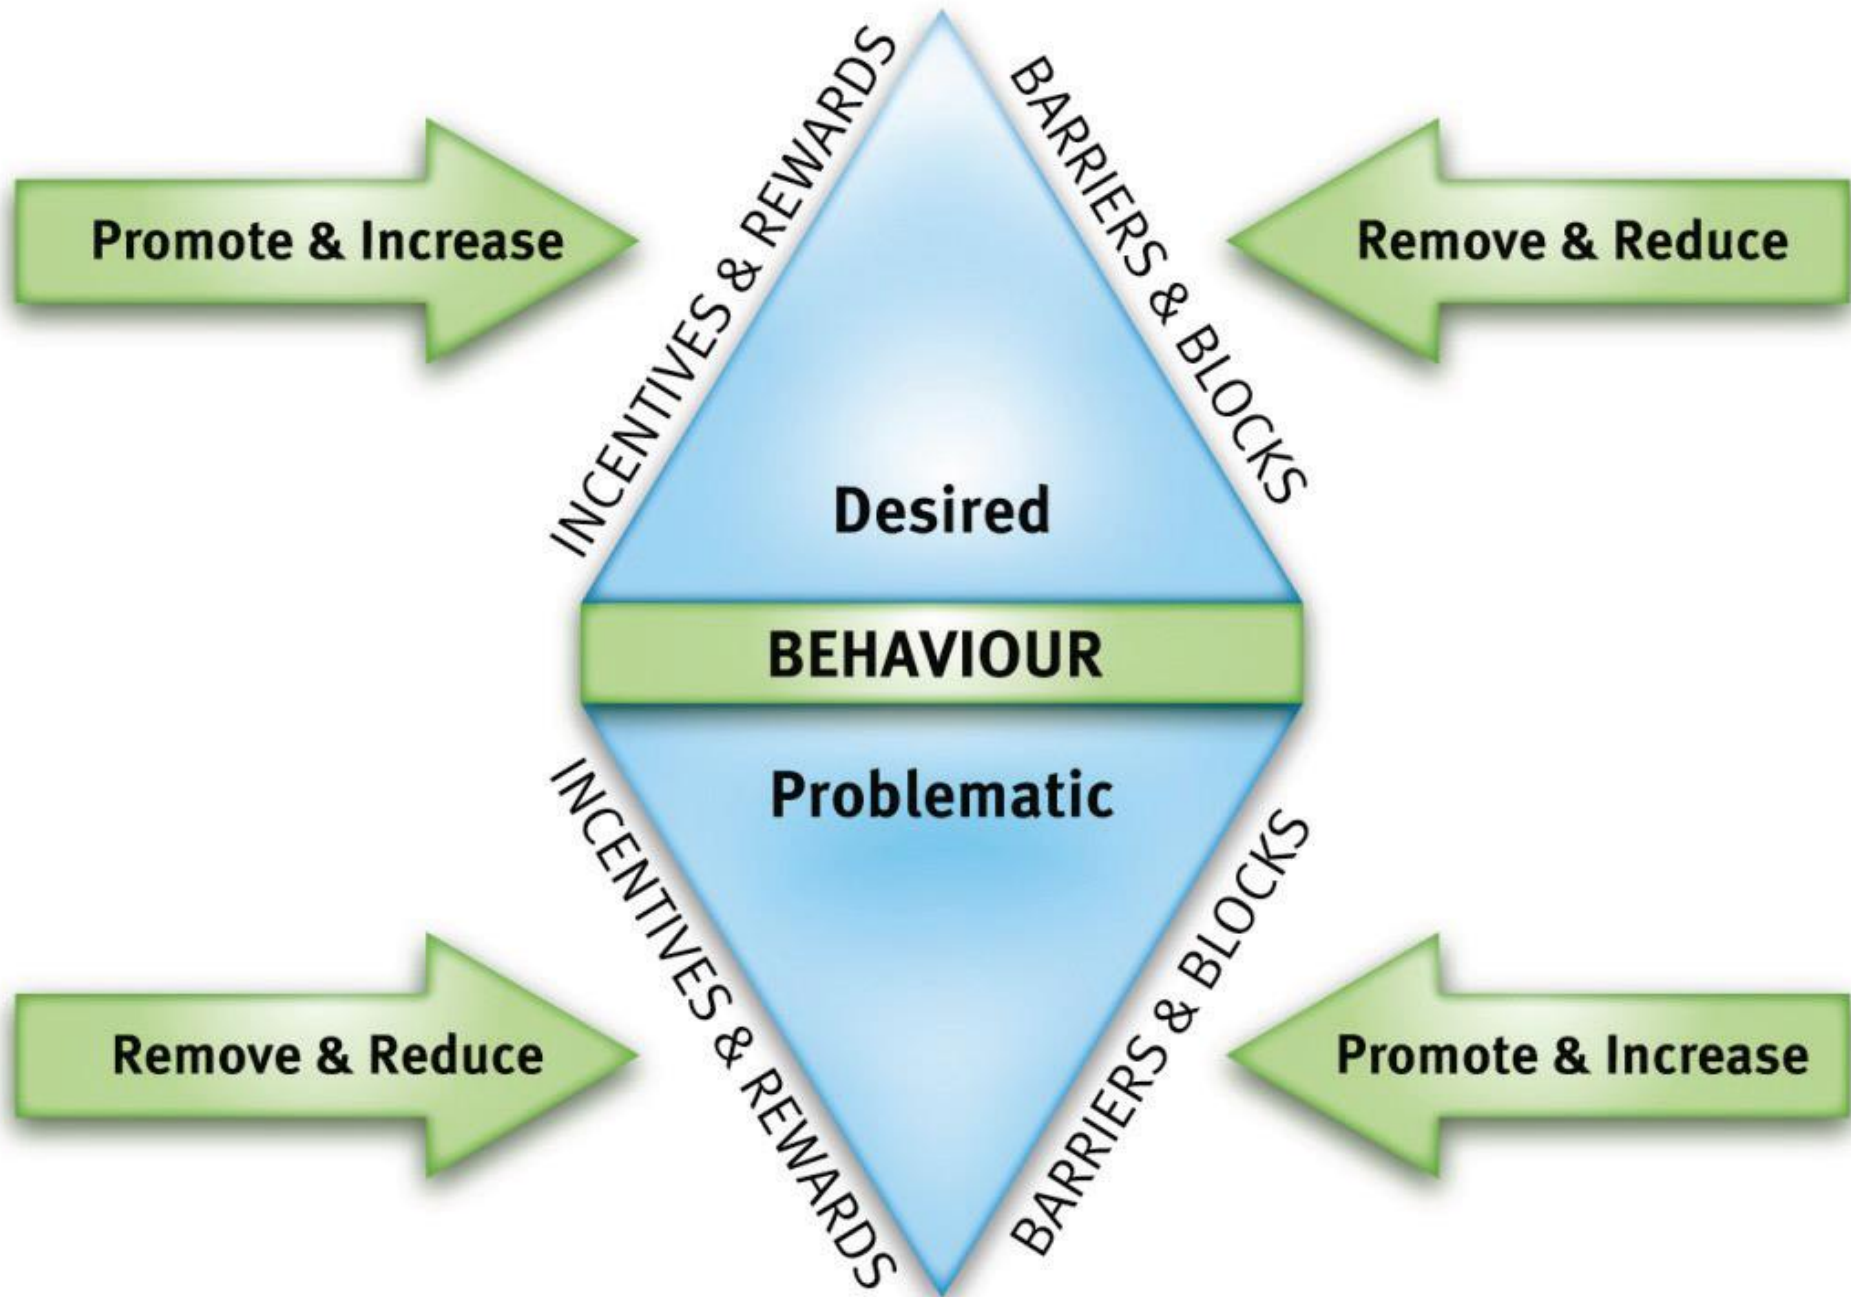 INCENTIVES & REWARDS
BARRIERS & BLOCKS
Promote & Increase
Remove & Reduce
Desired
BEHAVIOUR
Problematic
INCENTIVES & REWARDS
BARRIERS & BLOCKS
Remove & Reduce
Promote & Increase